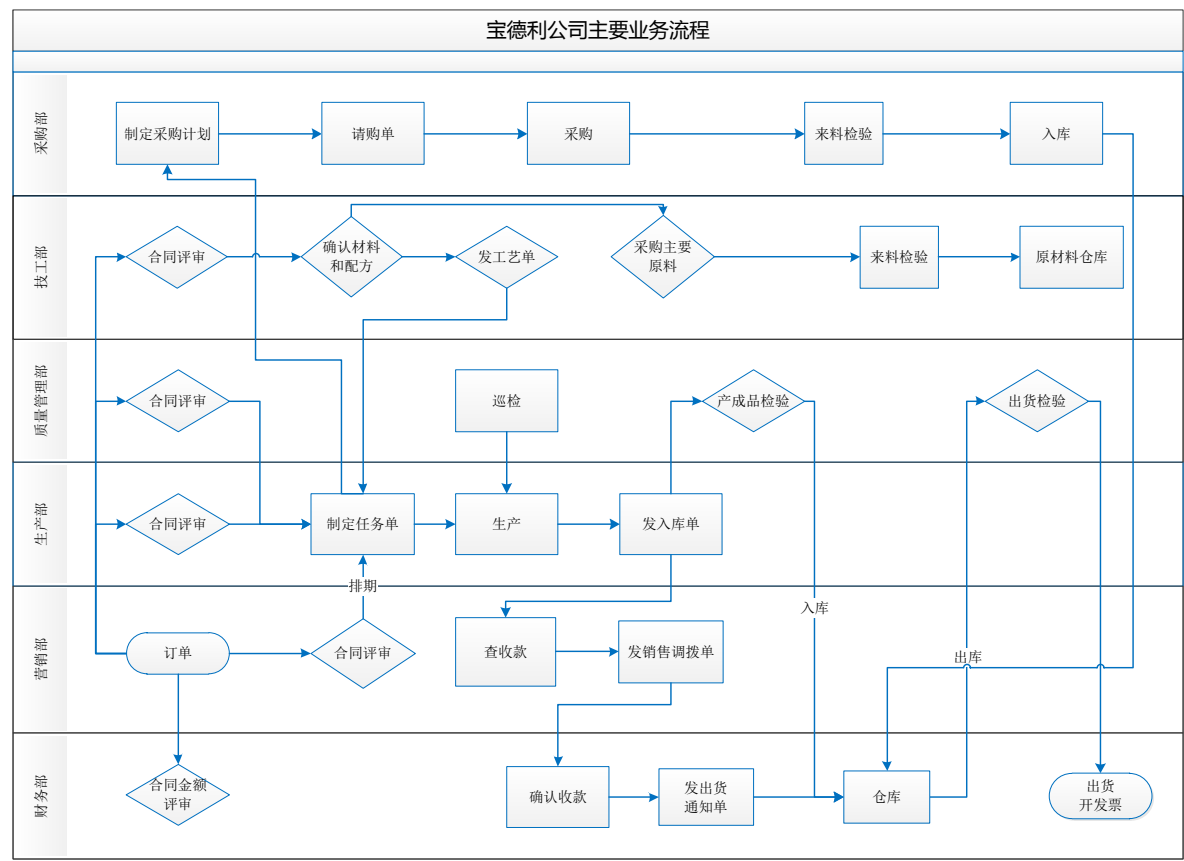 宝德利公司主要业务流程
采购部
制定采购计划
请购单
采购
来料检验
入库
技工部
合同评审
确认材料
和配方
发工艺单
采购主要
原料
来料检验
原材料仓库
质量管理部
合同评审
巡检
产成品检验
出货检验
生产部
合同评审
制定任务单
生产
发入库单
排期
入库
营销部
订单
合同评审
查收款
发销售调拨单
出库
财务部
合同金额
评审
确认收款
发出货
通知单
仓库
出货
开发票